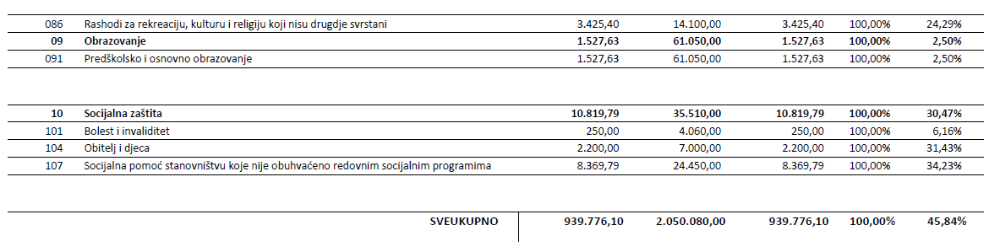 086 Rashodi za rekreaciju, kulturu i religiju koji nisu drugdje svrstani 3.425,40 14.100,00 3.425,40 100,00% 24,29%
09 Obrazovanje 1.527,63 61.050,00 1.527,63 100,00% 2,50%
091 Predškolsko i osnovno obrazovanje 1.527,63 61.050,00 1.527,63 100,00% 2,50%
10 Socijalna zaštita 10.819,79 35.510,00 10.819,79 100,00% 30,47%
101 Bolest i invaliditet 250,00 4.060,00 250,00 100,00% 6,16%
104 Obitelj i djeca 2.200,00 7.000,00 2.200,00 100,00% 31,43%
107 Socijalna pomoć stanovništvu koje nije obuhvaćeno redovnim socijalnim programima 8.369,79 24.450,00 8.369,79 100,00% 34,23%
SVEUKUPNO 939.776,10 2.050.080,00 939.776,10 100,00% 45,84%